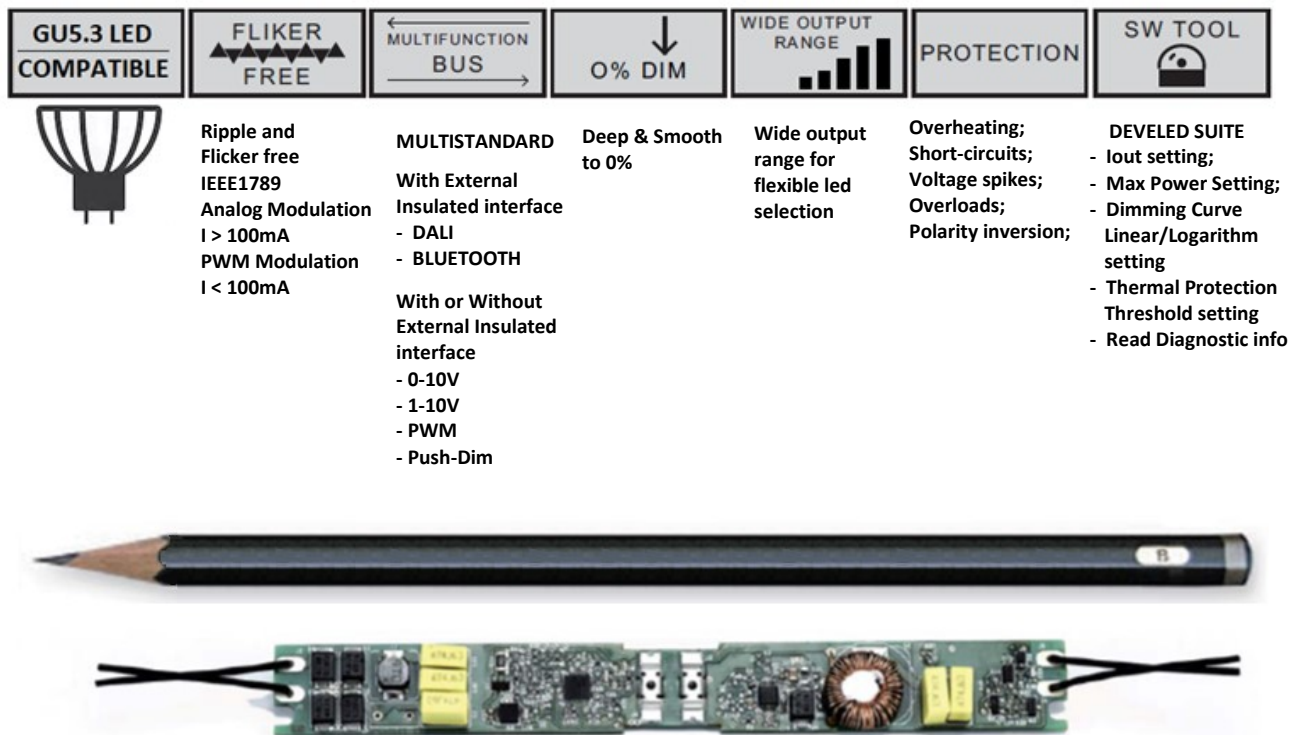 GU5.3 LED
COMPATIBLE
FLIKER
FREE
MULTIFUNCTION
BUS
0% DIM
WIDE OUTPUT
RANGE
PROTECTION
SW TOOL
Ripple and
Flicker free
IEEE1789
Analog Modulation
I > 100mA
PWM Modulation
I < 100mA
MULTISTANDARD
With External
Insulated interface
- DALI
- BLUETOOTH
With or Without
External Insulated
interface
- 0-10V
- 1-10V
- PWM
- Push-Dim
Deep & Smooth
to 0%
Wide output
range for
flexible led
selection
Overheating;
Short-circuits;
Voltage spikes;
Overloads;
Polarity inversion;
DEVELED SUITE
- Iout setting;
- Max Power Setting;
- Dimming Curve
Linear/Logarithm
setting
- Thermal Protection
Threshold setting
- Read Diagnostic info
B